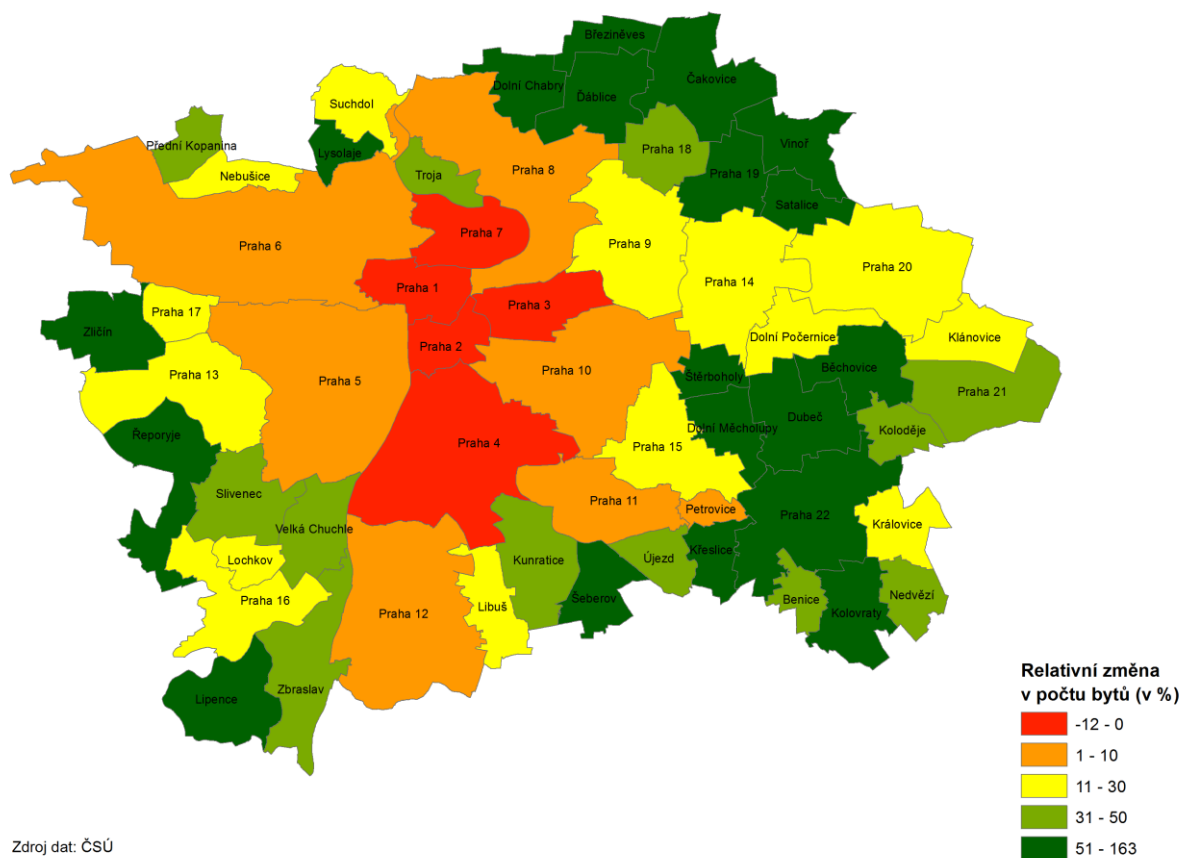 Březiněves
Dolní Chabry
Ďáblice
Čakovice
Suchdol
Přední Kopanina
Lysolaje
Nebušice
Troja
Praha 8
Praha 18
Vinoř
Praha 19
Satalice
Praha 7
Praha 6
Praha 9
Praha 20
Praha 14
Praha 1
Praha 3
Praha 17
Zličín
Dolní Počernice
Klánovice
Praha 2
Praha 13
Praha 5
Praha 10
Štěrboholy
Běchovice
Praha 21
Dubeč
Dolní Měcholupy
Koloděje
Řeporyje
Praha 4
Praha 15
Slivenec
Praha 11
Petrovice
Praha 22
Královice
Velká Chuchle
Lochkov
Kunratice
Újezd
Křeslice
Praha 16
Šeberov
Benice
Nedvězí
Praha 12
Libuš
Kolovraty
Lipence
Zbraslav
Relativní změna
v počtu bytů (v %)
-12 - 0
1 - 10
11 - 30
31 - 50
51 - 163
Zdroj dat: ČSÚ